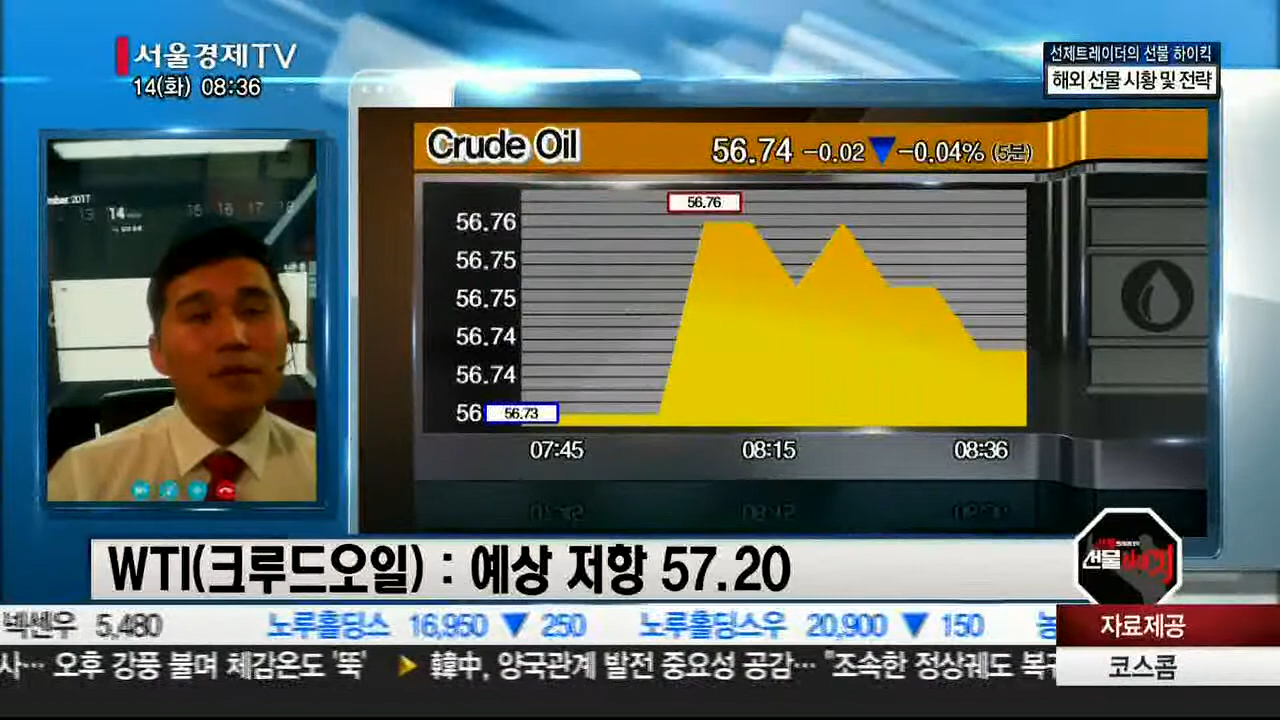 서울경제TV
14(화) 08:36
선제트레이더의 선물 하이킥
해외 선물 시황 및 전략
Crude Oil
56.74 -0.02 ▼ -0.04% (5분)
56.76
56.76
56.75
56.75
56.74
56.74
56
56.73
07:45 08:15 08:36
14
15 16 17 18
WTI(크루드오일) : 예상 저항 57.20
선물
넥센우 5,480 노루홀딩스 16,950 ▼ 250 노루홀딩스우 20,900 ▼ 150
자료제공
사… 오후 강풍 불며 체감온도 '뚝' ▶ 韓中, 양국관계 발전 중요성 공감… "조속한 정상궤도 복
코스콤